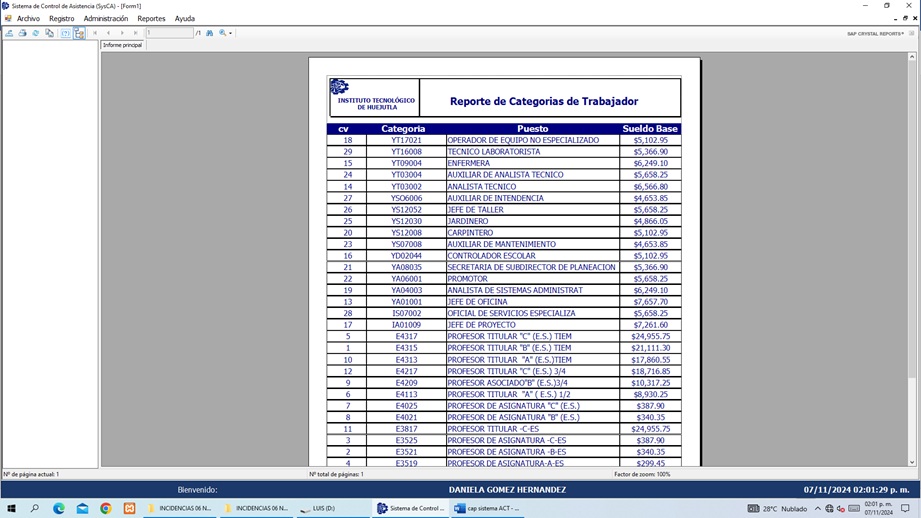 Sistema de Control de Asistencia (SysCA) - [Form1]
Archivo Registro Administración Reportes Ayuda
1 /1 SAP CRYSTAL REPORTS®
Informe principal
INSTITUTO TECNOLÓGICO
DE HUEJUTLA
Reporte de Categorias de Trabajador
cv Categoria Puesto Sueldo Base
18 YT17021 OPERADOR DE EQUIPO NO ESPECIALIZADO $5,102.95
29 YT16008 TECNICO LABORATORISTA $5,366.90
15 YT09004 ENFERMERA $6,249.10
24 YT03004 AUXILIAR DE ANALISTA TECNICO $5,658.25
14 YT03002 ANALISTA TECNICO $6,566.80
27 YSO6006 AUXILIAR DE INTENDENCIA $4,653.85
26 YS12052 JEFE DE TALLER $5,658.25
25 YS12030 JARDINERO $4,866.05
20 YS12008 CARPINTERO $5,102.95
23 YS07008 AUXILIAR DE MANTENIMIENTO $4,653.85
16 YD02044 CONTROLADOR ESCOLAR $5,102.95
21 YA08035 SECRETARIA DE SUBDIRECTOR DE PLANEACION $5,366.90
22 YA06001 PROMOTOR $5,658.25
19 YA04003 ANALISTA DE SISTEMAS ADMINISTRAT $6,249.10
13 YA01001 JEFE DE OFICINA $7,657.70
28 IS07002 OFICIAL DE SERVICIOS ESPECIALIZA $5,658.25
17 IA01009 JEFE DE PROYECTO $7,261.60
5 E4317 PROFESOR TITULAR "C" (E.S.) TIEM $24,955.75
1 E4315 PROFESOR TITULAR "B" (E.S.) TIEM $21,111.30
10 E4313 PROFESOR TITULAR "A" (E.S.)TIEM $17,860.55
12 E4217 PROFESOR TITULAR "C" (E.S.) 3/4 $18,716.85
9 E4209 PROFESOR ASOCIADO"B" (E.S.)3/4 $10,317.25
6 E4113 PROFESOR TITULAR "A" ( E.S.) 1/2 $8,930.25
7 E4025 PROFESOR DE ASIGNATURA "C" (E.S.) $387.90
8 E4021 PROFESOR DE ASIGNATURA "B" (E.S.) $340.35
11 E3817 PROFESOR TITULAR -C-ES $24,955.75
3 E3525 PROFESOR DE ASIGNATURA -C-ES $387.90
2 E3521 PROFESOR DE ASIGNATURA -B-ES $340.35
4 E3519 PROFESOR DE ASIGNATURA-A-ES $299.45
Nº de página actual: 1 Nº total de páginas: 1 Factor de zoom: 100%
Bienvenido: DANIELA GOMEZ HERNANDEZ 07/11/2024 02:01:29 p. m.
INCIDENCIAS 06 N... INCIDENCIAS 06 N... LUIS (D:) Sistema de Control ... cap sistema ACT - ... 28°C Nublado 02:01 p. m.
07/11/2024